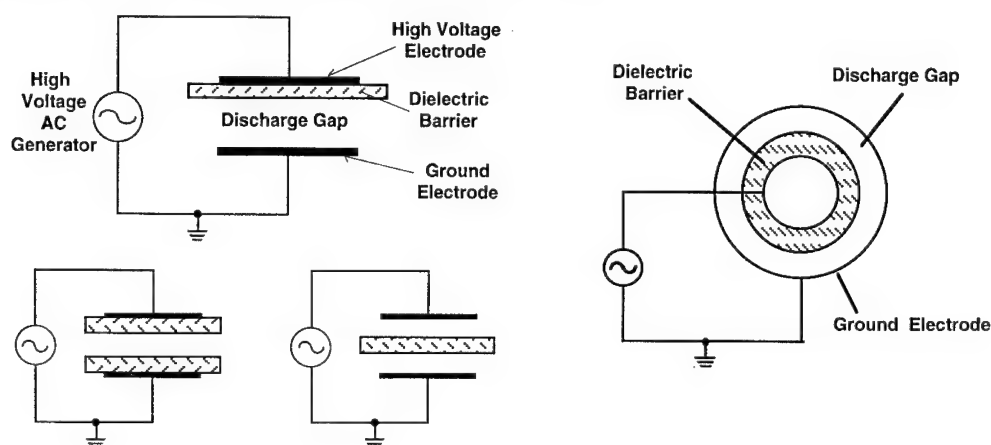 High Voltage
Electrode
High
Voltage
AC
Generator
Dielectric
Barrier
Discharge Gap
Ground
Electrode
Dielectric
Barrier
Discharge Gap
Ground Electrode